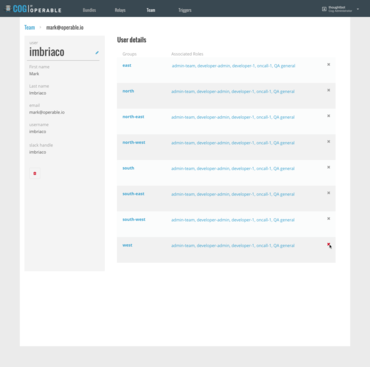 COG OPERABLE
Bundles
Relays
Team
Triggers
thoughtbot
Cog Administrator
Team mark@operable.io
user
imbriaco
First name
Mark
Last name
Imbriaco
email
mark@operable.io
username
imbriaco
slack handle
imbriaco
User details
Groups Associated Roles
east admin-team, developer-admin, developer-1, oncall-1, QA general
north admin-team, developer-admin, developer-1, oncall-1, QA general
north-east admin-team, developer-admin, developer-1, oncall-1, QA general
north-west admin-team, developer-admin, developer-1, oncall-1, QA general
south admin-team, developer-admin, developer-1, oncall-1, QA general
south-east admin-team, developer-admin, developer-1, oncall-1, QA general
south-west admin-team, developer-admin, developer-1, oncall-1, QA general
west admin-team, developer-admin, developer-1, oncall-1, QA general